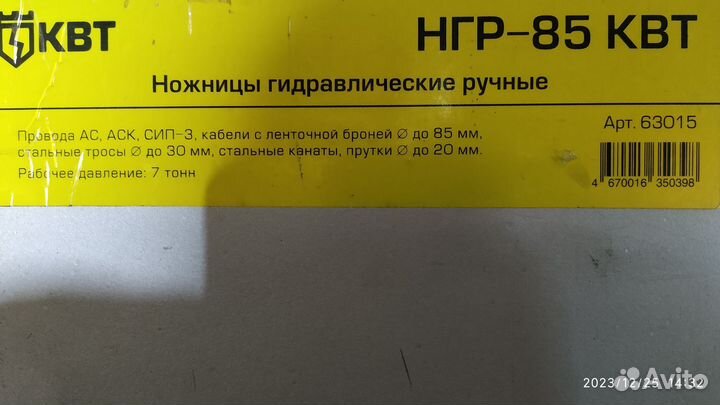 КВТ
НГР-85 КВТ
Ножницы гидравлические ручные
Провода АС, АСК, СИП-3, кабели с ленточной броней Ø до 85 мм,
стальные тросы Ø до 30 мм, стальные канаты, прутки Ø до 20 мм.
Рабочее давление: 7 тонн
Арт. 63015
4 670016 350398
2023/12/25 14:32
Avito